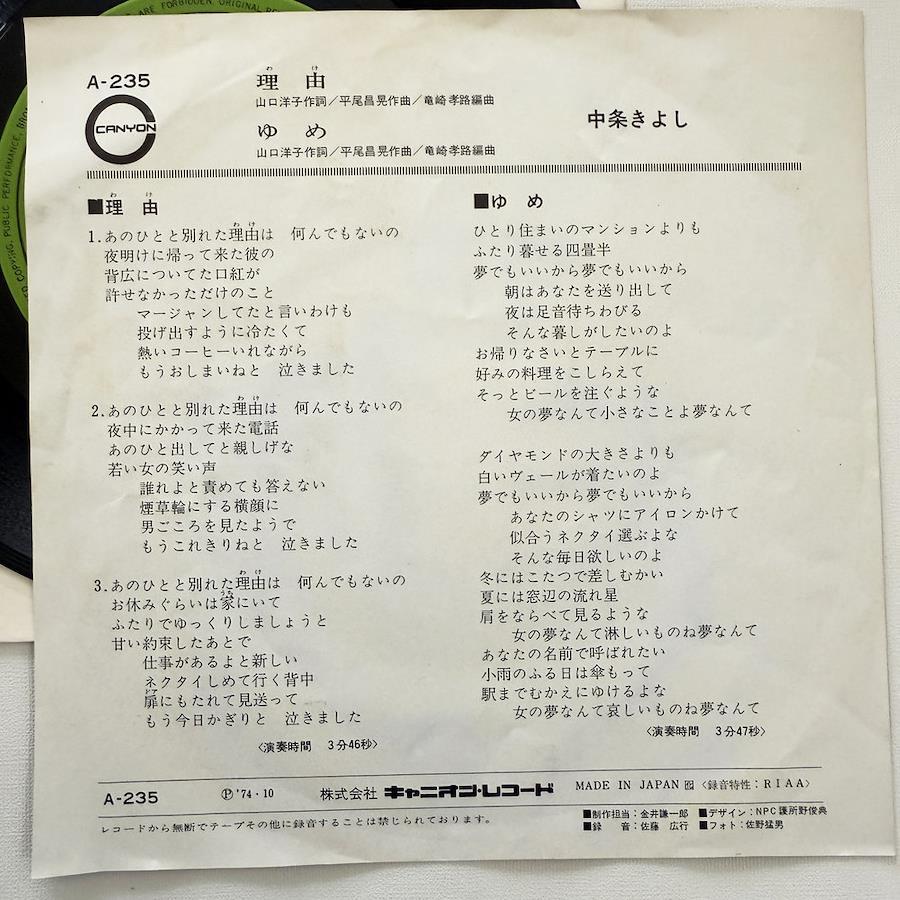 ARE FORBIDDEN. ORIGINAL RE
COPYING, PUBLIC PERFORMANCE, BRO
A-235
CANYON
理由
わけ
山口洋子作詞/平尾昌晃作曲/竜崎孝路編曲
ゆめ
山口洋子作詞/平尾昌晃作曲/竜崎孝路編曲
中条きよし
■理由
わけ
1.あのひとと別れた理由は 何んでもないの
わけ
夜明けに帰って来た彼の
背広についてた口紅が
許せなかっただけのこと
マージャンしてたと言いわけも
投げ出すように冷たくて
熱いコーヒーいれながら
もうおしまいねと 泣きました
2.あのひとと別れた理由は 何んでもないの
わけ
夜中にかかって来た電話
あのひと出してと親しげな
若い女の笑い声
誰れよと責めても答えない
煙草輪にする横顔に
男ごころを見たようで
もうこれきりねと 泣きました
3.あのひとと別れた理由は 何んでもないの
わけ
お休みぐらいは家にいて
うち
ふたりでゆっくりしましょうと
甘い約束したあとで
仕事があるよと新しい
ネクタイしめて行く背中
扉にもたれて見送って
ドア
もう今日かぎりと 泣きました
〈演奏時間 3分46秒〉
■ゆめ
ひとり住まいのマンションよりも
ふたり暮せる四畳半
夢でもいいから夢でもいいから
朝はあなたを送り出して
夜は足音待ちわびる
そんな暮しがしたいのよ
お帰りなさいとテーブルに
好みの料理をこしらえて
そっとビールを注ぐような
女の夢なんて小さなことよ夢なんて
ダイヤモンドの大きさよりも
白いヴェールが着たいのよ
夢でもいいから夢でもいいから
あなたのシャツにアイロンかけて
似合うネクタイ選ぶよな
そんな毎日欲しいのよ
冬にはこたつで差しむかい
夏には窓辺の流れ星
肩をならべて見るような
女の夢なんて淋しいものね夢なんて
あなたの名前で呼ばれたい
小雨のふる日は傘もって
駅までむかえにゆけるよな
女の夢なんて哀しいものね夢なんて
〈演奏時間 3分47秒〉
A-235
Ⓟ'74・10
株式会社 キャニオン・レコード
MADE IN JAPAN 〈録音特性:RIAA〉
レコードから無断でテープその他に録音することは禁じられております。
■制作担当:金井謙一郎 ■デザイン:NPC 護所野俊典
■録 音:佐藤 広行 ■フォト:佐野猛男